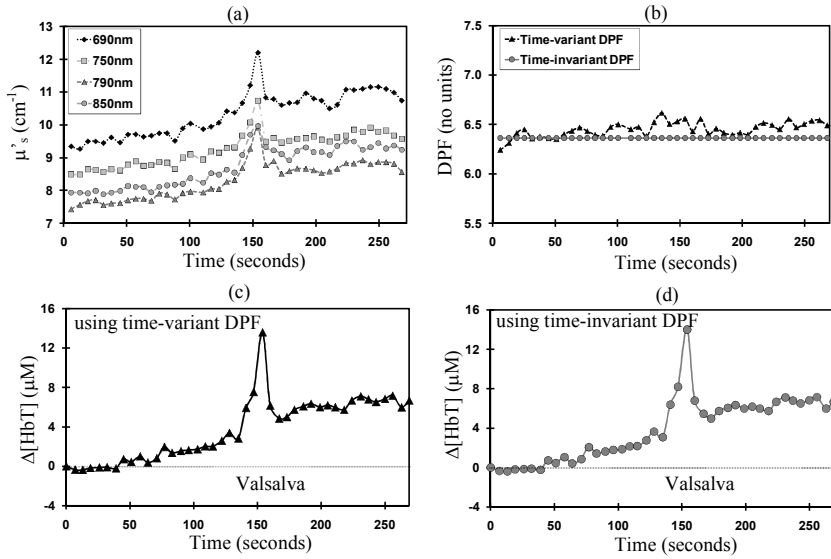 (a)
13
12
11
10
9
8
7
μ's (cm⁻¹)
690nm
750nm
790nm
850nm
0 50 100 150 200 250
Time (seconds)
(b)
7.5
7.0
6.5
6.0
5.5
DPF (no units)
Time-variant DPF
Time-invariant DPF
0 50 100 150 200 250
Time (seconds)
(c)
16
12
8
4
0
-4
Δ[HbT] (μM)
using time-variant DPF
Valsalva
0 50 100 150 200 250
Time (seconds)
(d)
16
12
8
4
0
-4
Δ[HbT] (μM)
using time-invariant DPF
Valsalva
0 50 100 150 200 250
Time (seconds)